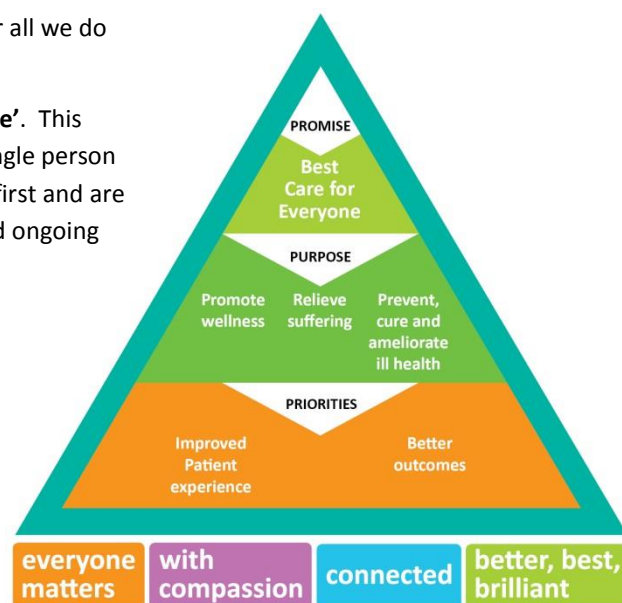 r all we do
e’. This
ngle person
first and are
d ongoing
PROMISE
Best
Care for
Everyone
PURPOSE
Promote
wellness
Relieve
suffering
Prevent,
cure and
ameliorate
ill health
PRIORITIES
Improved
Patient
experience
Better
outcomes
everyone
matters
with
compassion
connected
better, best,
brilliant